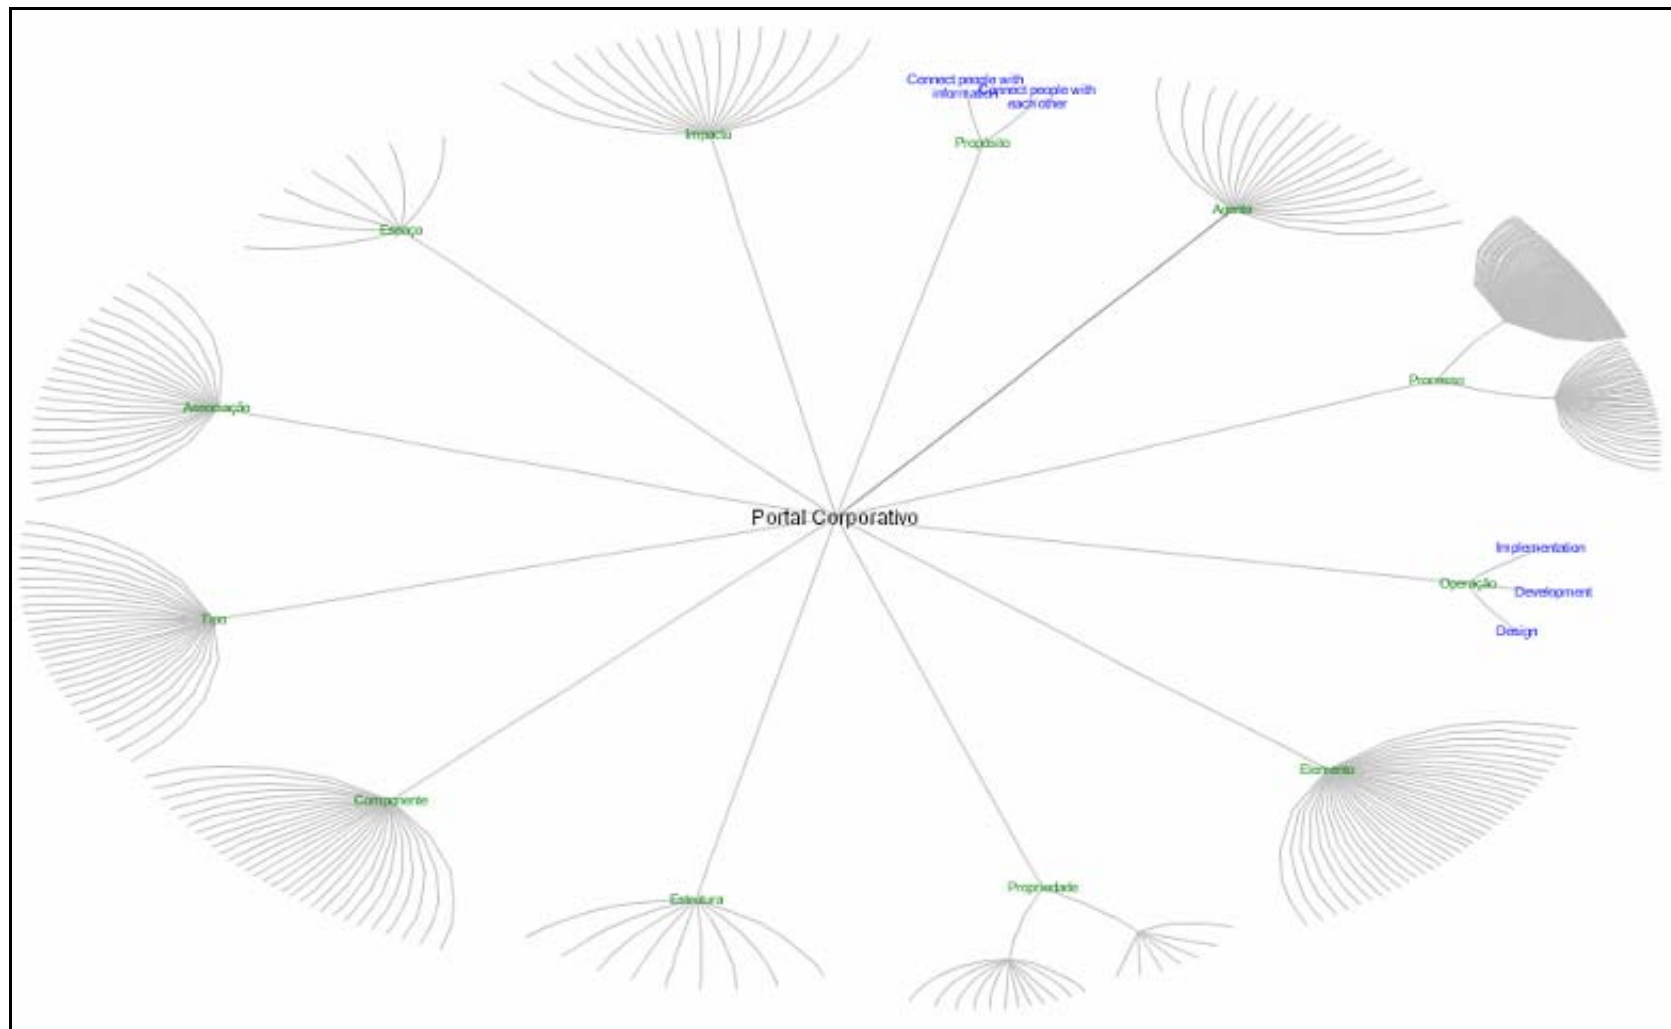 Connect people with
information
Connect people with
each other
Impacto
Propósito
Agente
Espaço
Processo
Associação
Portal Corporativo
Implementation
Operação
Development
Design
Tipo
Elemento
Componente
Propriedade
Estrutura